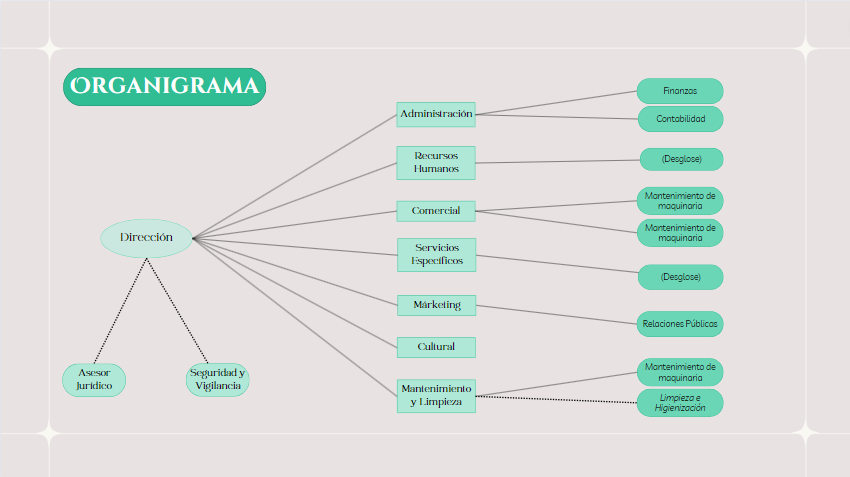 ORGANIGRAMA
Dirección
Asesor
Jurídico
Seguridad y
Vigilancia
Administración
Recursos
Humanos
Comercial
Servicios
Específicos
Márketing
Cultural
Mantenimiento
y Limpieza
Finanzas
Contabilidad
(Desglose)
Mantenimiento de
maquinaria
Mantenimiento de
maquinaria
(Desglose)
Relaciones Públicas
Mantenimiento de
maquinaria
Limpieza e
Higienización